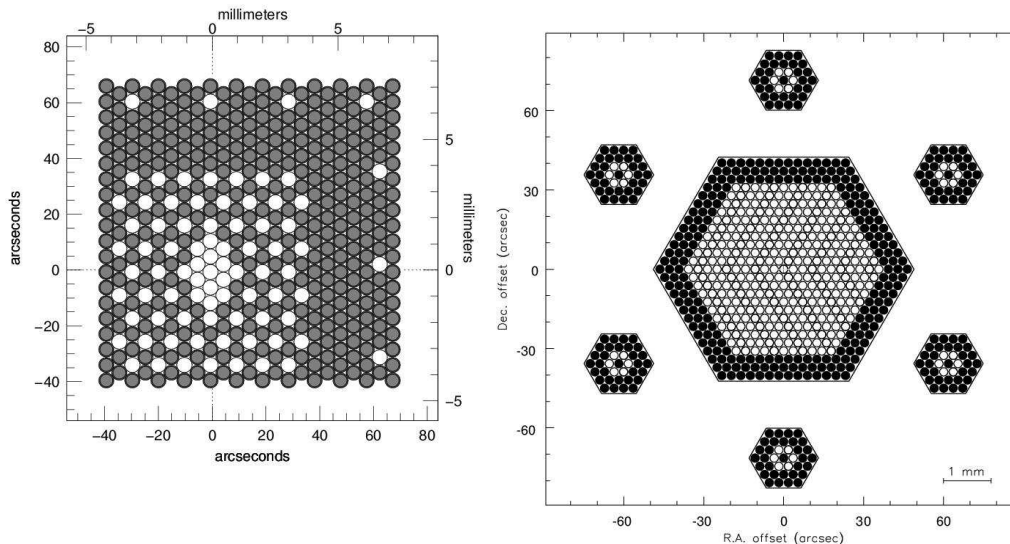 millimeters
−5 0 5
80
60
40
20
0
−20
−40
arcseconds
5
0
−5
millimeters
−40 −20 0 20 40 60 80
arcseconds
60
30
0
-30
-60
Dec. offset (arcsec)
1 mm
-60 -30 0 30 60
R.A. offset (arcsec)